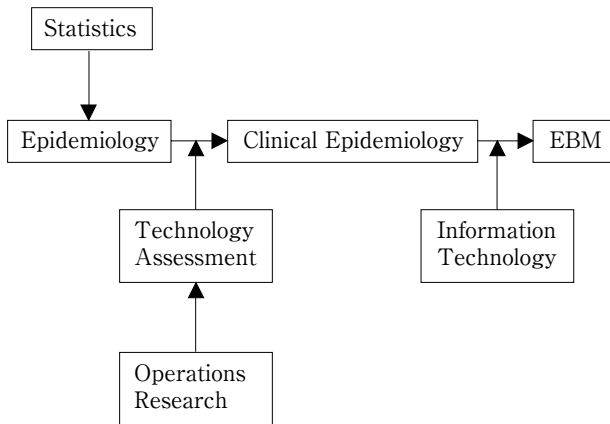 Statistics
Epidemiology
Clinical Epidemiology
EBM
Technology
Assessment
Information
Technology
Operations
Research